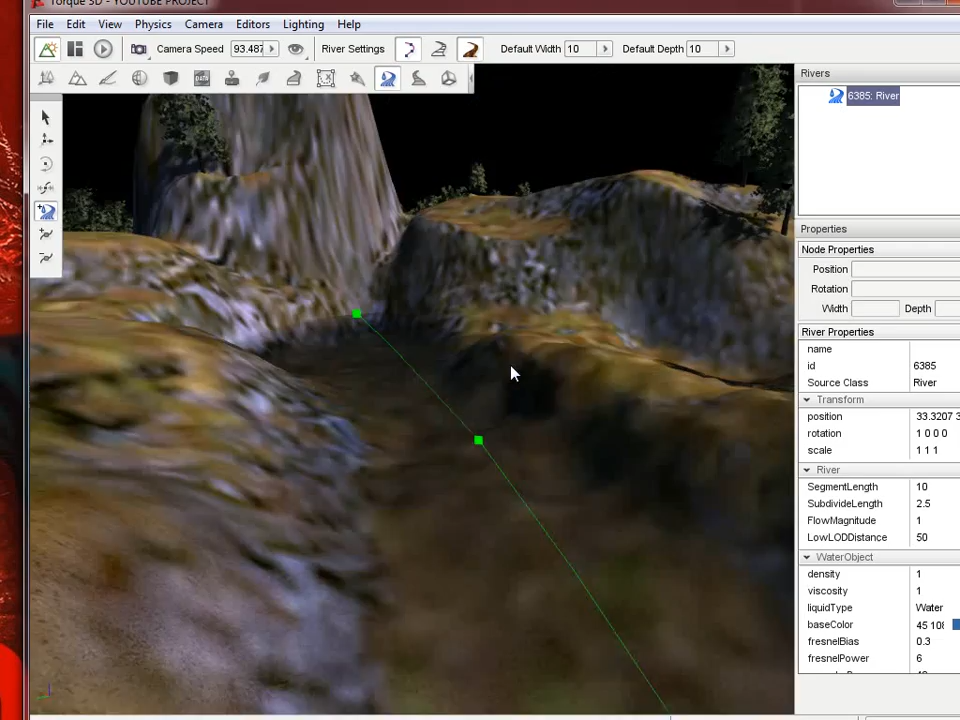 Torque 3D - YOUTUBE PROJECT
File Edit View Physics Camera Editors Lighting Help
Camera Speed 93.487 River Settings Default Width 10 Default Depth 10
Rivers
6385: River
Properties
Node Properties
Position
Rotation
Width Depth
River Properties
name
id 6385
Source Class River
Transform
position 33.3207 3
rotation 1 0 0 0
scale 1 1 1
River
SegmentLength 10
SubdivideLength 2.5
FlowMagnitude 1
LowLODDistance 50
WaterObject
density 1
viscosity 1
liquidType Water
baseColor 45 108
fresnelBias 0.3
fresnelPower 6